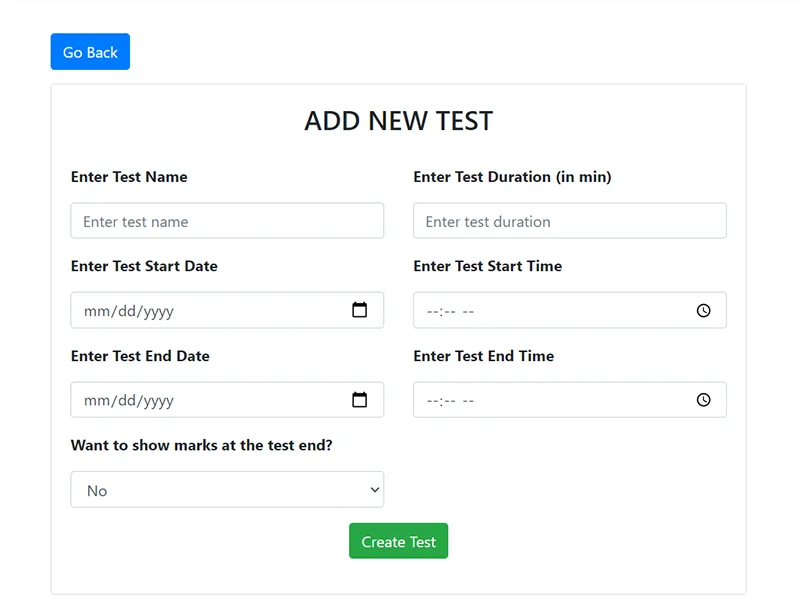 Go Back
ADD NEW TEST
Enter Test Name
Enter Test Duration (in min)
Enter test name
Enter test duration
Enter Test Start Date
Enter Test Start Time
mm/dd/yyyy
--:-- --
Enter Test End Date
Enter Test End Time
mm/dd/yyyy
--:-- --
Want to show marks at the test end?
No
Create Test